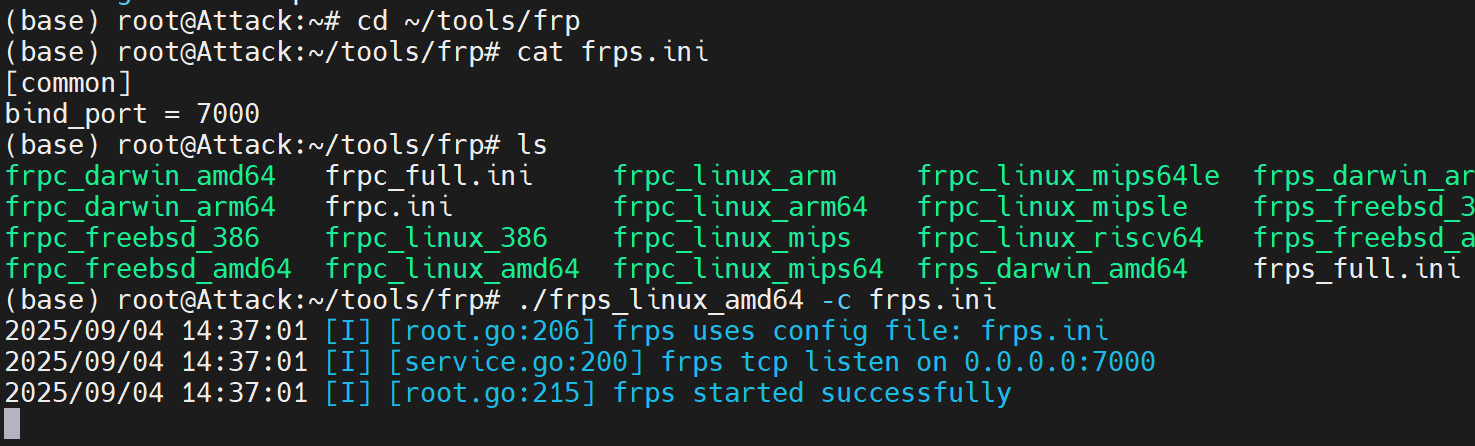 (base) root@Attack:~# cd ~/tools/frp
(base) root@Attack:~/tools/frp# cat frps.ini
[common]
bind_port = 7000
(base) root@Attack:~/tools/frp# ls
frpc_darwin_amd64 frpc_full.ini frpc_linux_arm frpc_linux_mips64le frps_darwin_ar
frpc_darwin_arm64 frpc.ini frpc_linux_arm64 frpc_linux_mipsle frps_freebsd_3
frpc_freebsd_386 frpc_linux_386 frpc_linux_mips frpc_linux_riscv64 frps_freebsd_a
frpc_freebsd_amd64 frpc_linux_amd64 frpc_linux_mips64 frps_darwin_amd64 frps_full.ini
(base) root@Attack:~/tools/frp# ./frps_linux_amd64 -c frps.ini
2025/09/04 14:37:01 [I] [root.go:206] frps uses config file: frps.ini
2025/09/04 14:37:01 [I] [service.go:200] frps tcp listen on 0.0.0.0:7000
2025/09/04 14:37:01 [I] [root.go:215] frps started successfully